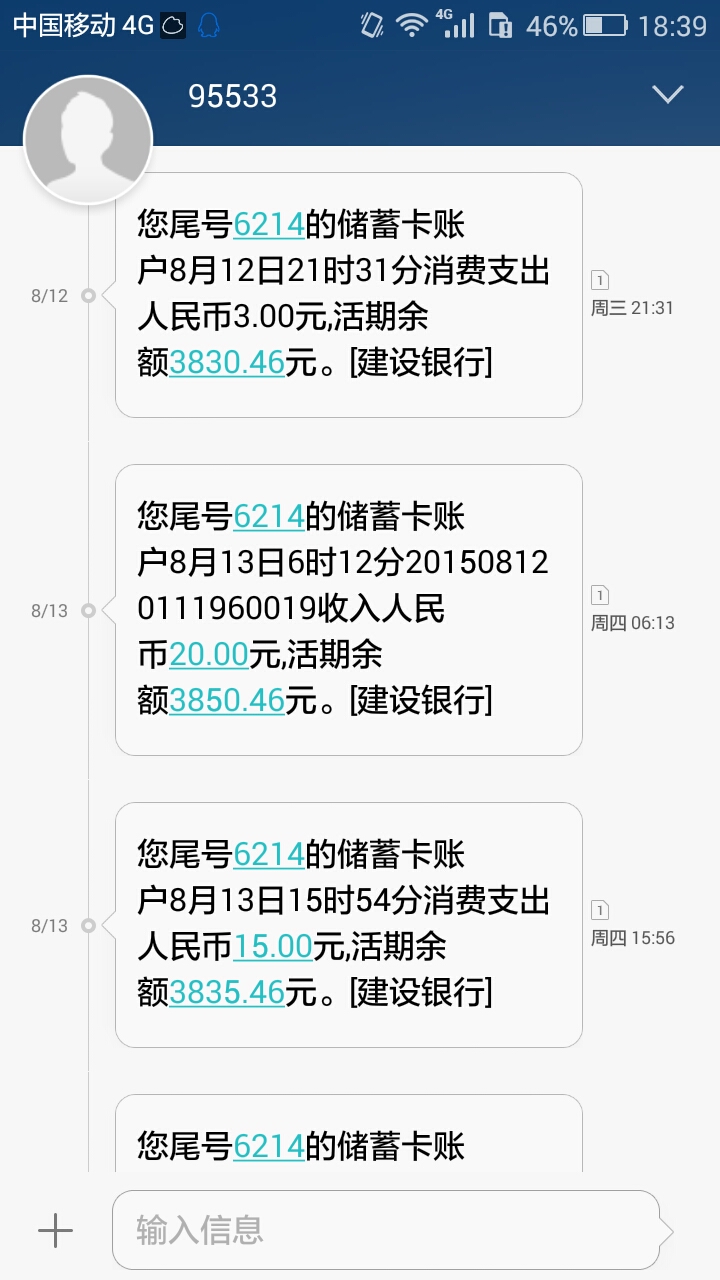 中国移动 4G 4G 46% 18:39
95533
您尾号6214的储蓄卡账
户8月12日21时31分消费支出
人民币3.00元,活期余
额3830.46元。[建设银行]
8/12
1
周三 21:31
您尾号6214的储蓄卡账
户8月13日6时12分20150812
0111960019收入人民
币20.00元,活期余
额3850.46元。[建设银行]
8/13
1
周四 06:13
您尾号6214的储蓄卡账
户8月13日15时54分消费支出
人民币15.00元,活期余
额3835.46元。[建设银行]
8/13
1
周四 15:56
您尾号6214的储蓄卡账
输入信息